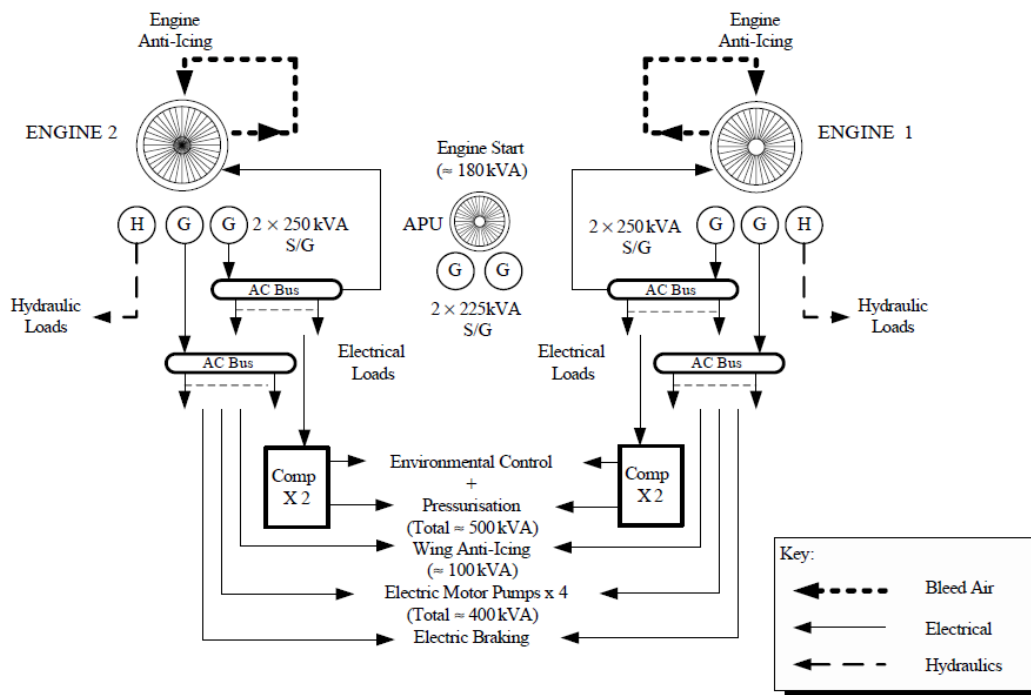 Engine
Anti-Icing
Engine
Anti-Icing
ENGINE 2
ENGINE 1
Engine Start
(≈ 180 kVA)
APU
H
G
G
2 × 250 kVA
S/G
G
G
2 × 225kVA
S/G
2 × 250 kVA
S/G
G
G
H
AC Bus
AC Bus
Hydraulic
Loads
Hydraulic
Loads
Electrical
Loads
Electrical
Loads
AC Bus
AC Bus
Comp
X 2
Comp
X 2
Environmental Control
+
Pressurisation
(Total ≈ 500 kVA)
Wing Anti-Icing
(≈ 100 kVA)
Electric Motor Pumps x 4
(Total ≈ 400 kVA)
Electric Braking
Key:
Bleed Air
Electrical
Hydraulics